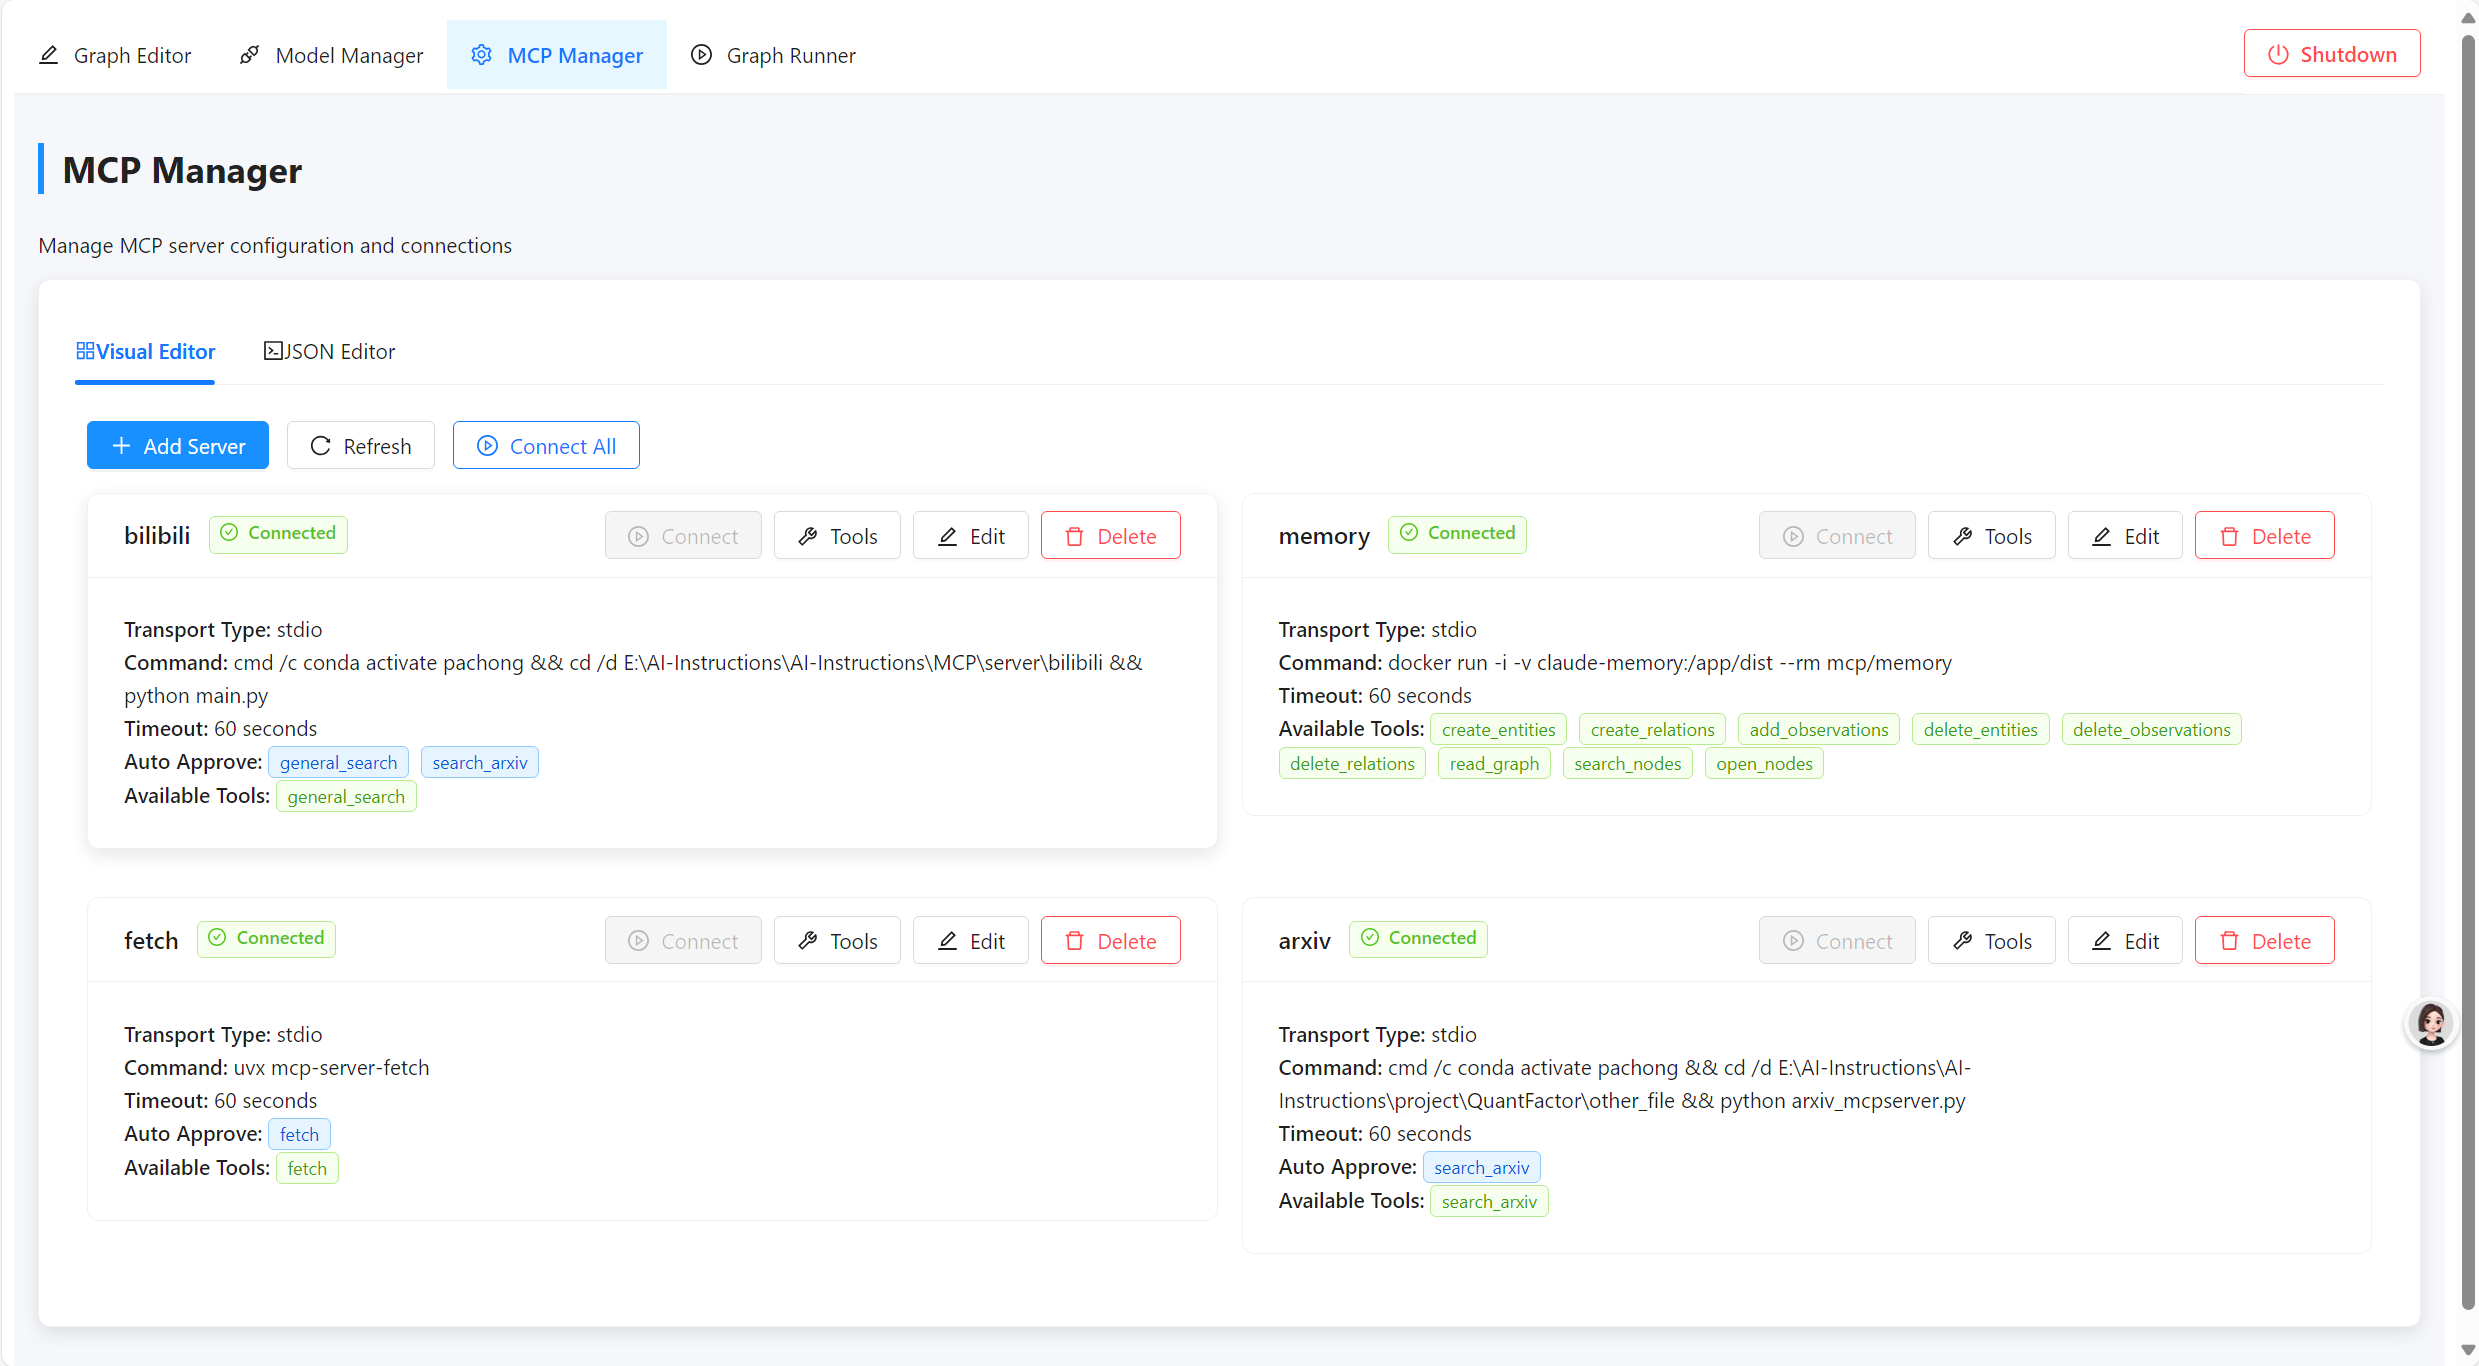 Graph Editor Model Manager MCP Manager Graph Runner Shutdown
MCP Manager
Manage MCP server configuration and connections
Visual Editor JSON Editor
Add Server Refresh Connect All
bilibili Connected Connect Tools Edit Delete
Transport Type: stdio
Command: cmd /c conda activate pachong && cd /d E:\AI-Instructions\AI-Instructions\MCP\server\bilibili &&
python main.py
Timeout: 60 seconds
Auto Approve: general_search search_arxiv
Available Tools: general_search
memory Connected Connect Tools Edit Delete
Transport Type: stdio
Command: docker run -i -v claude-memory:/app/dist --rm mcp/memory
Timeout: 60 seconds
Available Tools: create_entities create_relations add_observations delete_entities delete_observations
delete_relations read_graph search_nodes open_nodes
fetch Connected Connect Tools Edit Delete
Transport Type: stdio
Command: uvx mcp-server-fetch
Timeout: 60 seconds
Auto Approve: fetch
Available Tools: fetch
arxiv Connected Connect Tools Edit Delete
Transport Type: stdio
Command: cmd /c conda activate pachong && cd /d E:\AI-Instructions\AI-
Instructions\project\QuantFactor\other_file && python arxiv_mcpserver.py
Timeout: 60 seconds
Auto Approve: search_arxiv
Available Tools: search_arxiv